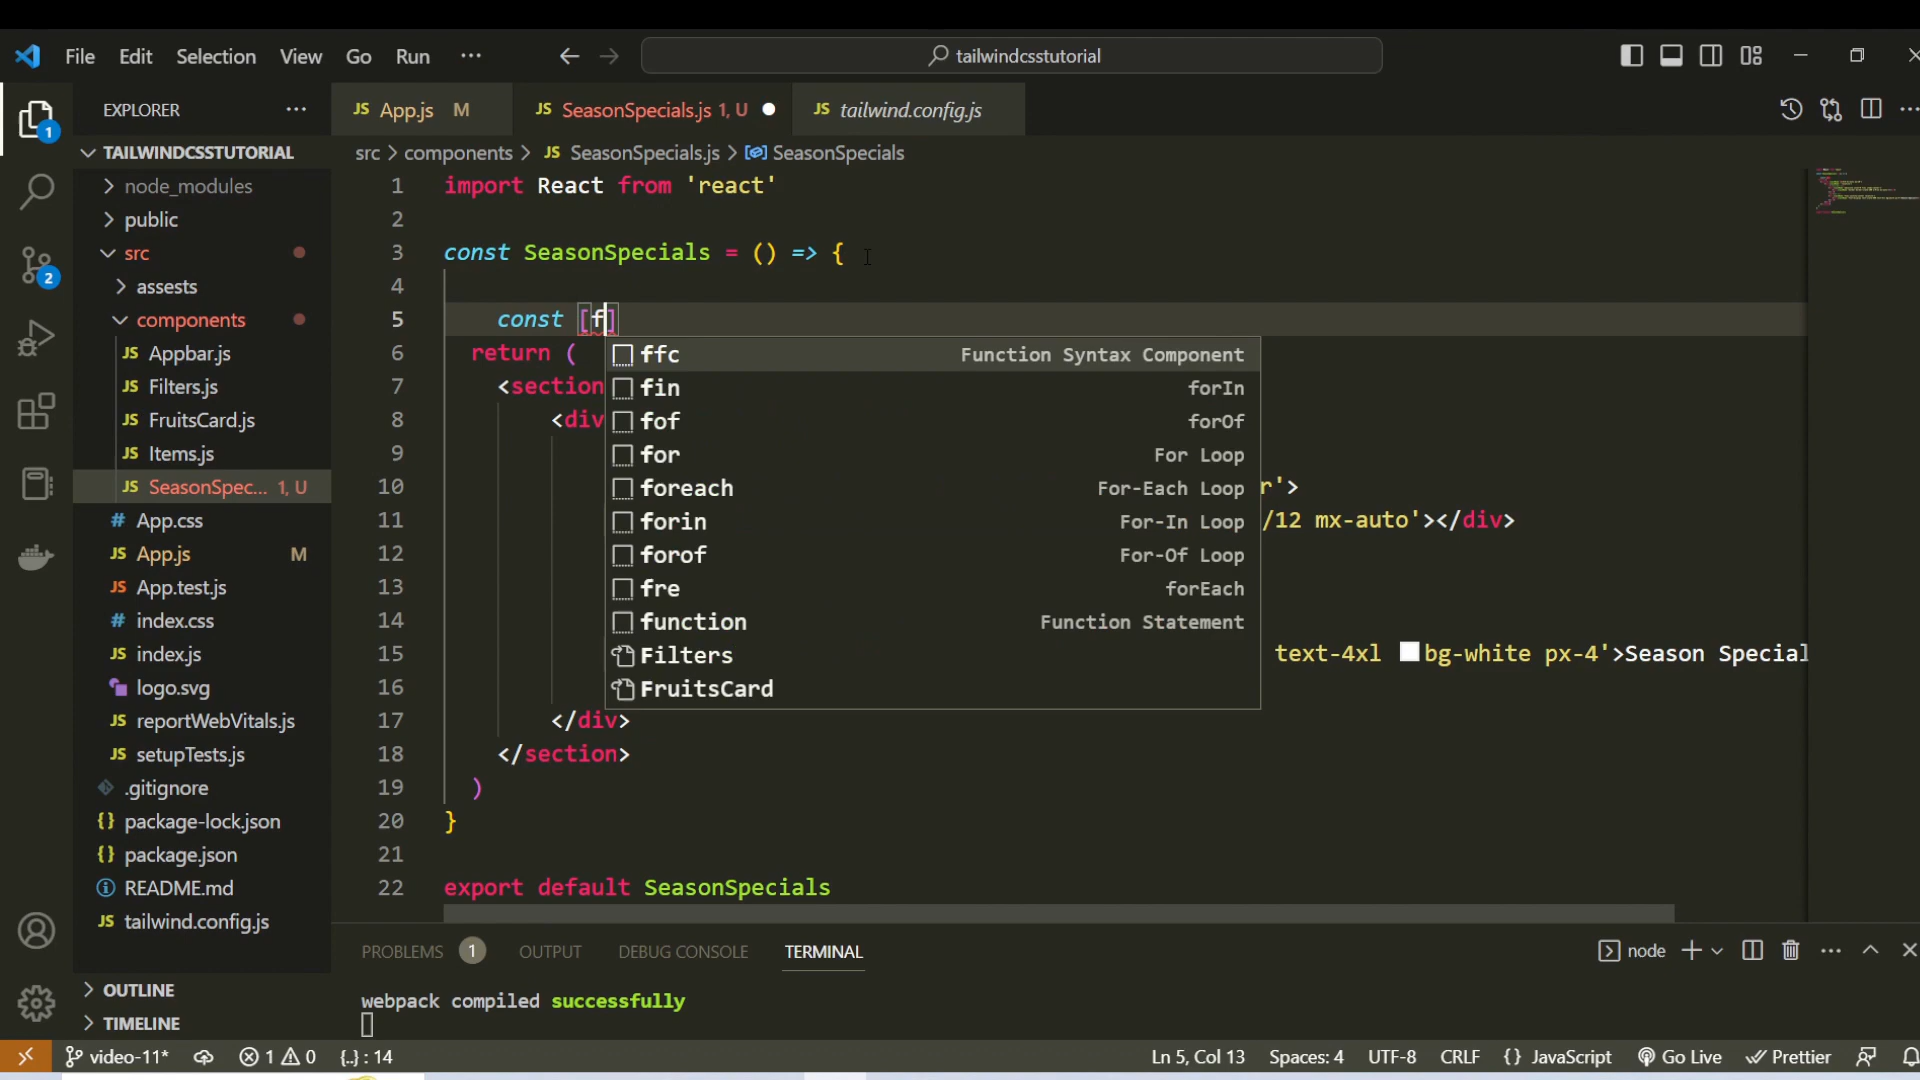 File Edit Selection View Go Run ··· tailwindcsstutorial
EXPLORER ···
JS App.js M JS SeasonSpecials.js 1, U JS tailwind.config.js
src > components > JS SeasonSpecials.js > SeasonSpecials
1
2
TAILWINDCSSTUTORIAL
node_modules
public
src
assests
components
JS Appbar.js
JS Filters.js
JS FruitsCard.js
JS Items.js
JS SeasonSpec... 1, U
# App.css
JS App.js M
JS App.test.js
# index.css
JS index.js
logo.svg
JS reportWebVitals.js
JS setupTests.js
.gitignore
{} package-lock.json
{} package.json
README.md
JS tailwind.config.js
OUTLINE
TIMELINE
1 import React from 'react'
2
3 const SeasonSpecials = () => {
4
5 const [f]
6 return (
7 <section
8 <div
9
10 r'>
11 /12 mx-auto'></div>
12
13
14
15 text-4xl bg-white px-4'>Season Special
16
17 </div>
18 </section>
19 )
20 }
21
22 export default SeasonSpecials
ffc Function Syntax Component
fin forIn
fof forOf
for For Loop
foreach For-Each Loop
forin For-In Loop
forof For-Of Loop
fre forEach
function Function Statement
Filters
FruitsCard
PROBLEMS 1 OUTPUT DEBUG CONSOLE TERMINAL node
webpack compiled successfully
video-11* 1 0 {..} : 14 Ln 5, Col 13 Spaces: 4 UTF-8 CRLF {} JavaScript Go Live Prettier